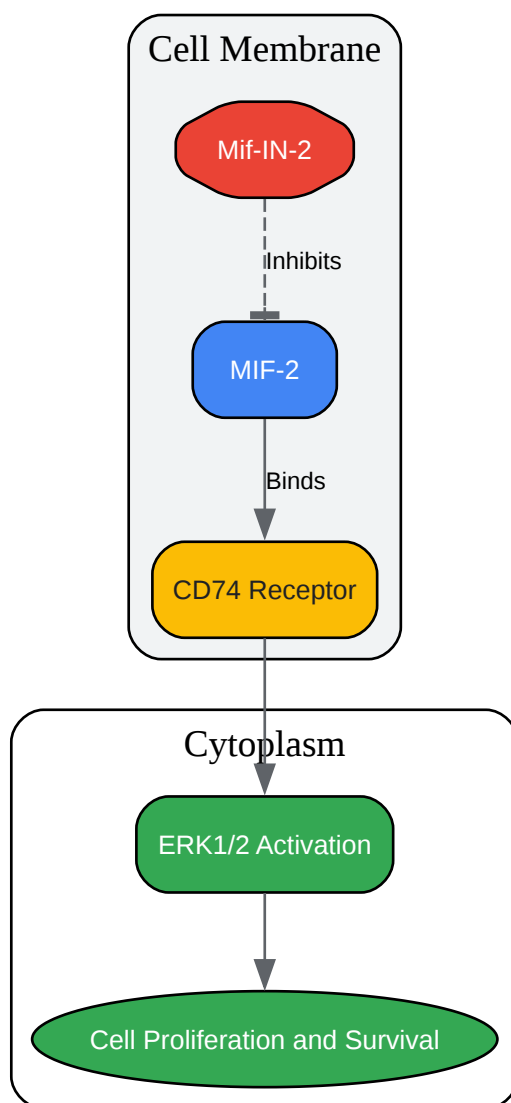 Cell Membrane
Mif-IN-2
Inhibits
MIF-2
Binds
CD74 Receptor
Cytoplasm
ERK1/2 Activation
Cell Proliferation and Survival